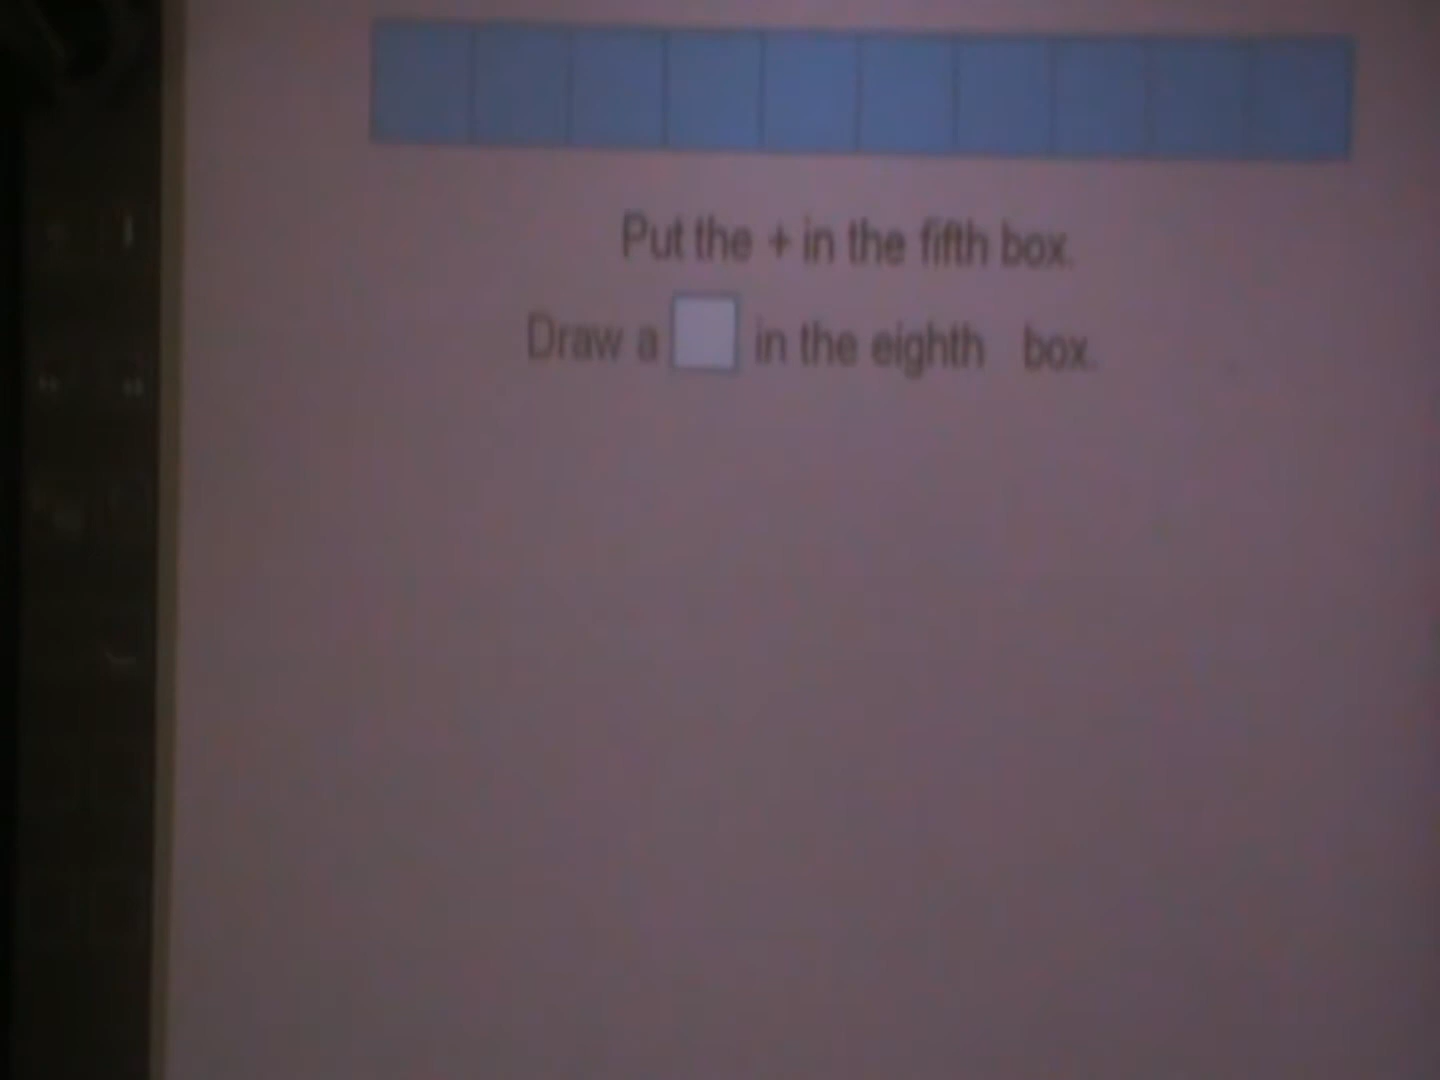 Put the + in the fifth box.
Draw a in the eighth box.